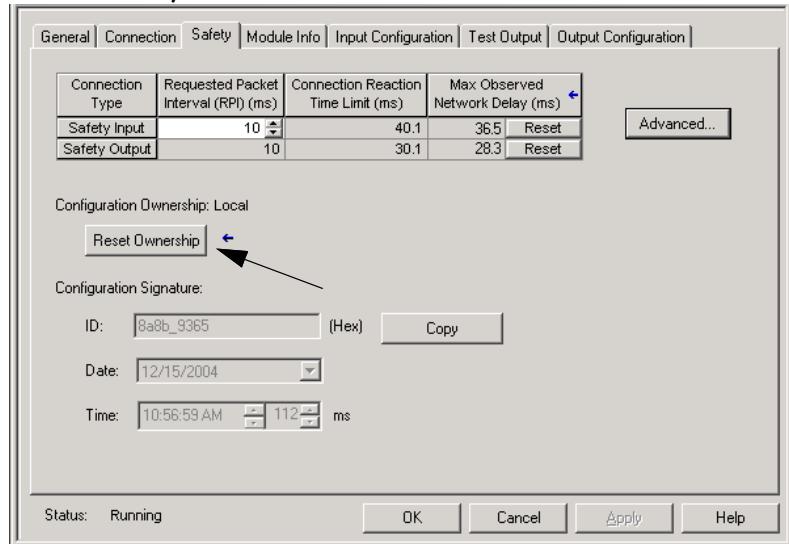 General Connection Safety Module Info Input Configuration Test Output Output Configuration
Connection Type Requested Packet Interval (RPI) (ms) Connection Reaction Time Limit (ms) Max Observed Network Delay (ms)
Safety Input 10 40.1 36.5 Reset
Safety Output 10 30.1 28.3 Reset
Advanced...
Configuration Ownership: Local
Reset Ownership
Configuration Signature:
ID: 8a8b_9365 (Hex) Copy
Date: 12/15/2004
Time: 10:56:59 AM 112 ms
Status: Running OK Cancel Apply Help